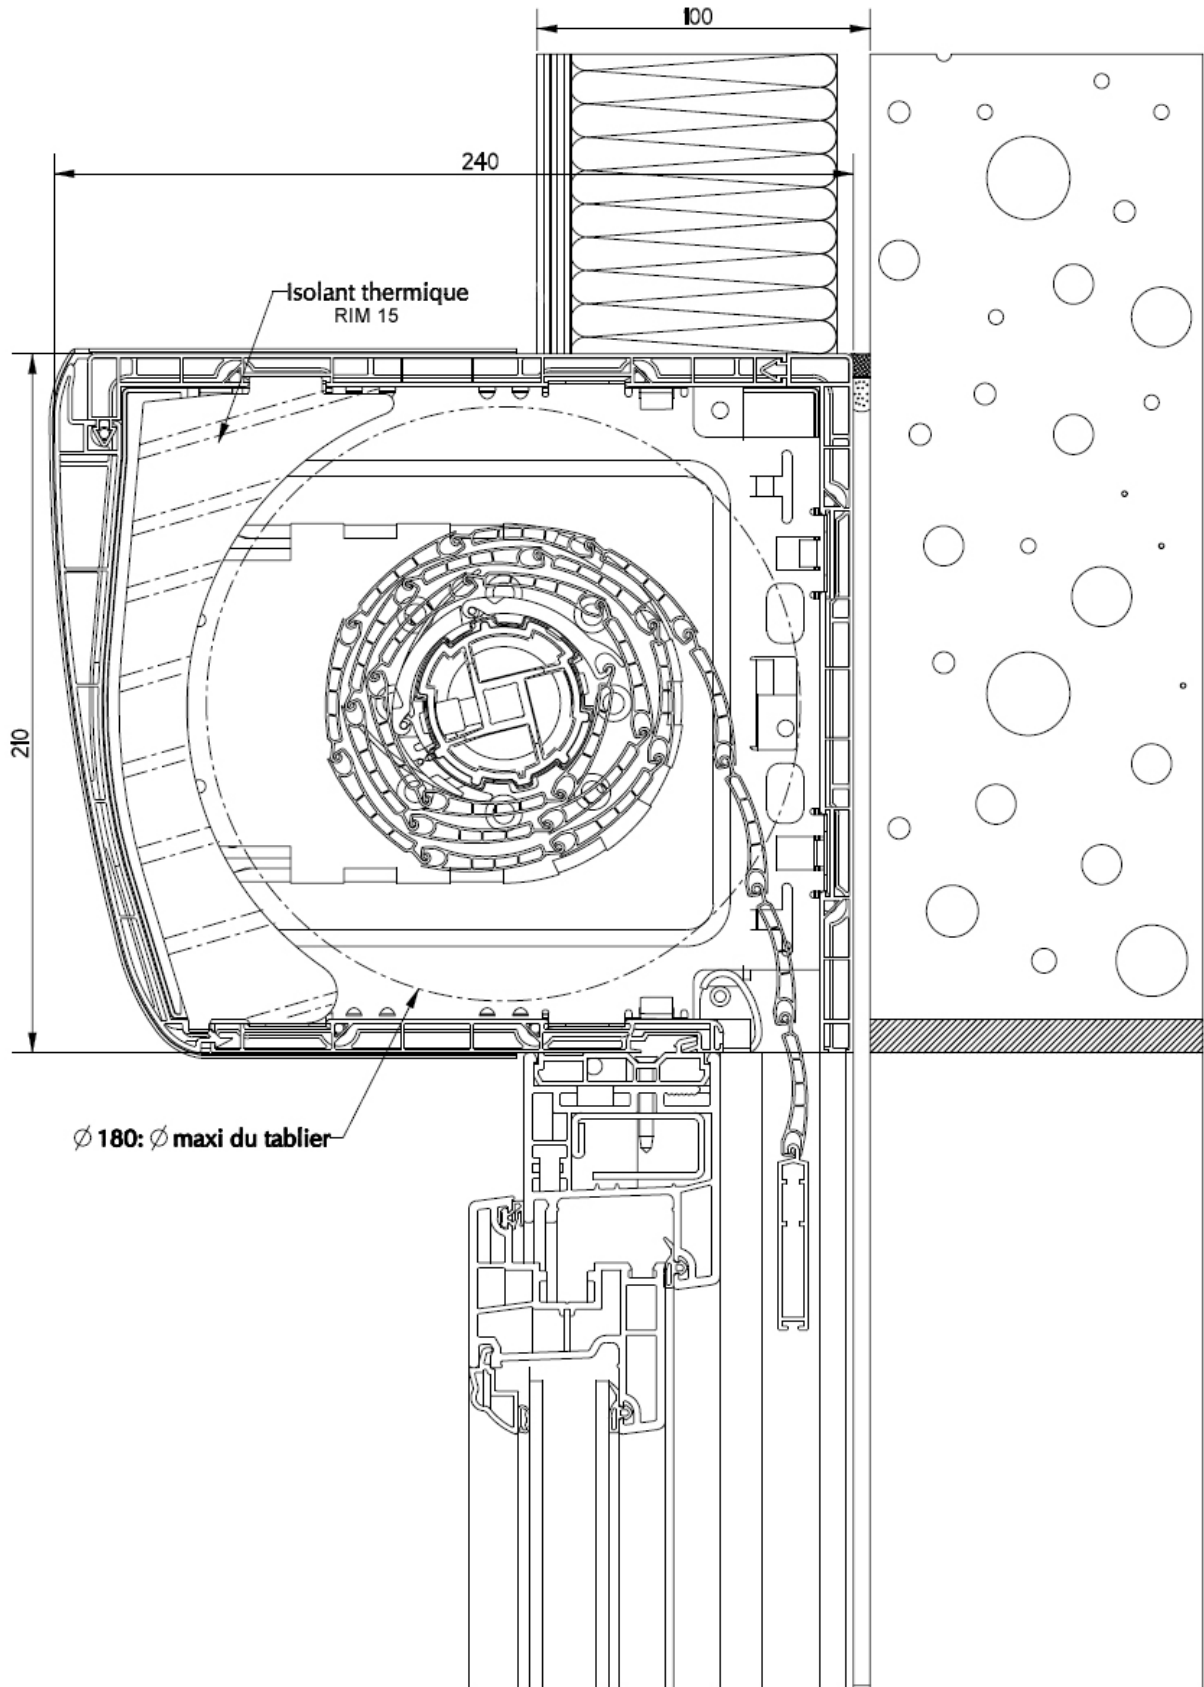 100
240
Isolant thermique
RIM 15
210
∅ 180: ∅ maxi du tablier